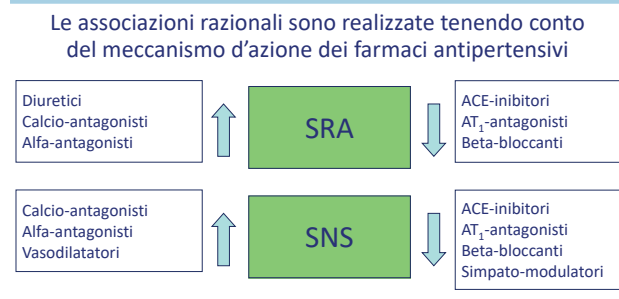 Le associazioni razionali sono realizzate tenendo conto
del meccanismo d'azione dei farmaci antipertensivi
Diuretici
Calcio-antagonisti
Alfa-antagonisti
SRA
ACE-inibitori
AT₁-antagonisti
Beta-bloccanti
Calcio-antagonisti
Alfa-antagonisti
Vasodilatatori
SNS
ACE-inibitori
AT₁-antagonisti
Beta-bloccanti
Simpato-modulatori